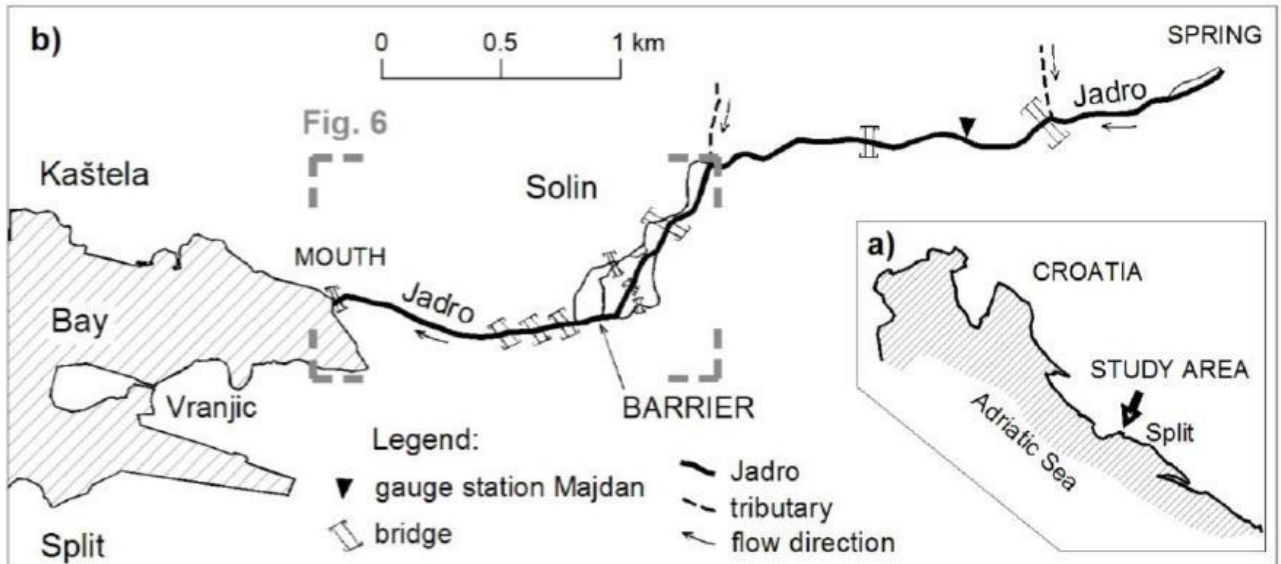 b)
0 0.5 1 km
SPRING
Jadro
Fig. 6
Kaštela
Solin
MOUTH
Jadro
Bay
BARRIER
Vranjic
Split
Legend:
gauge station Majdan
bridge
Jadro
tributary
flow direction
a)
CROATIA
STUDY AREA
Split
Adriatic Sea